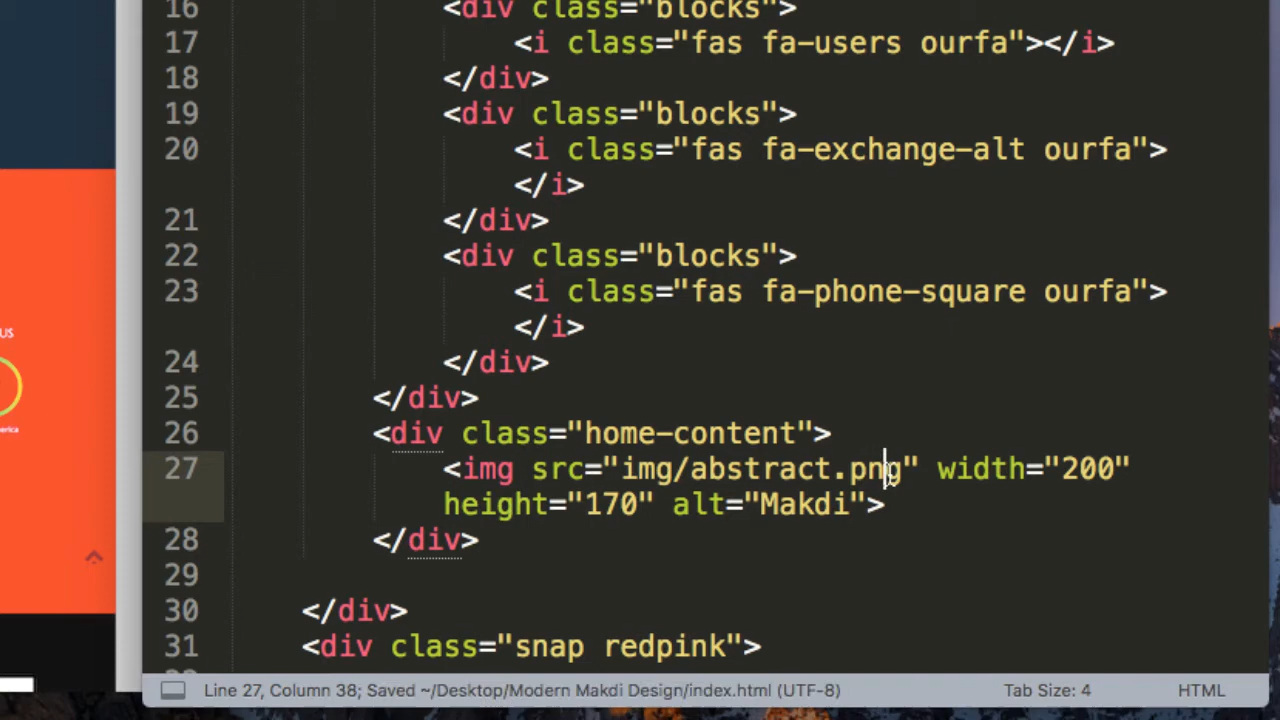 16 <div class="blocks">
17 <i class="fas fa-users ourfa"></i>
18 </div>
19 <div class="blocks">
20 <i class="fas fa-exchange-alt ourfa">
</i>
21 </div>
22 <div class="blocks">
23 <i class="fas fa-phone-square ourfa">
</i>
24 </div>
25 </div>
26 <div class="home-content">
27 <img src="img/abstract.png" width="200"
height="170" alt="Makdi">
28 </div>
29
30 </div>
31 <div class="snap redpink">
US
erica
Line 27, Column 38; Saved ~/Desktop/Modern Makdi Design/index.html (UTF-8) Tab Size: 4 HTML